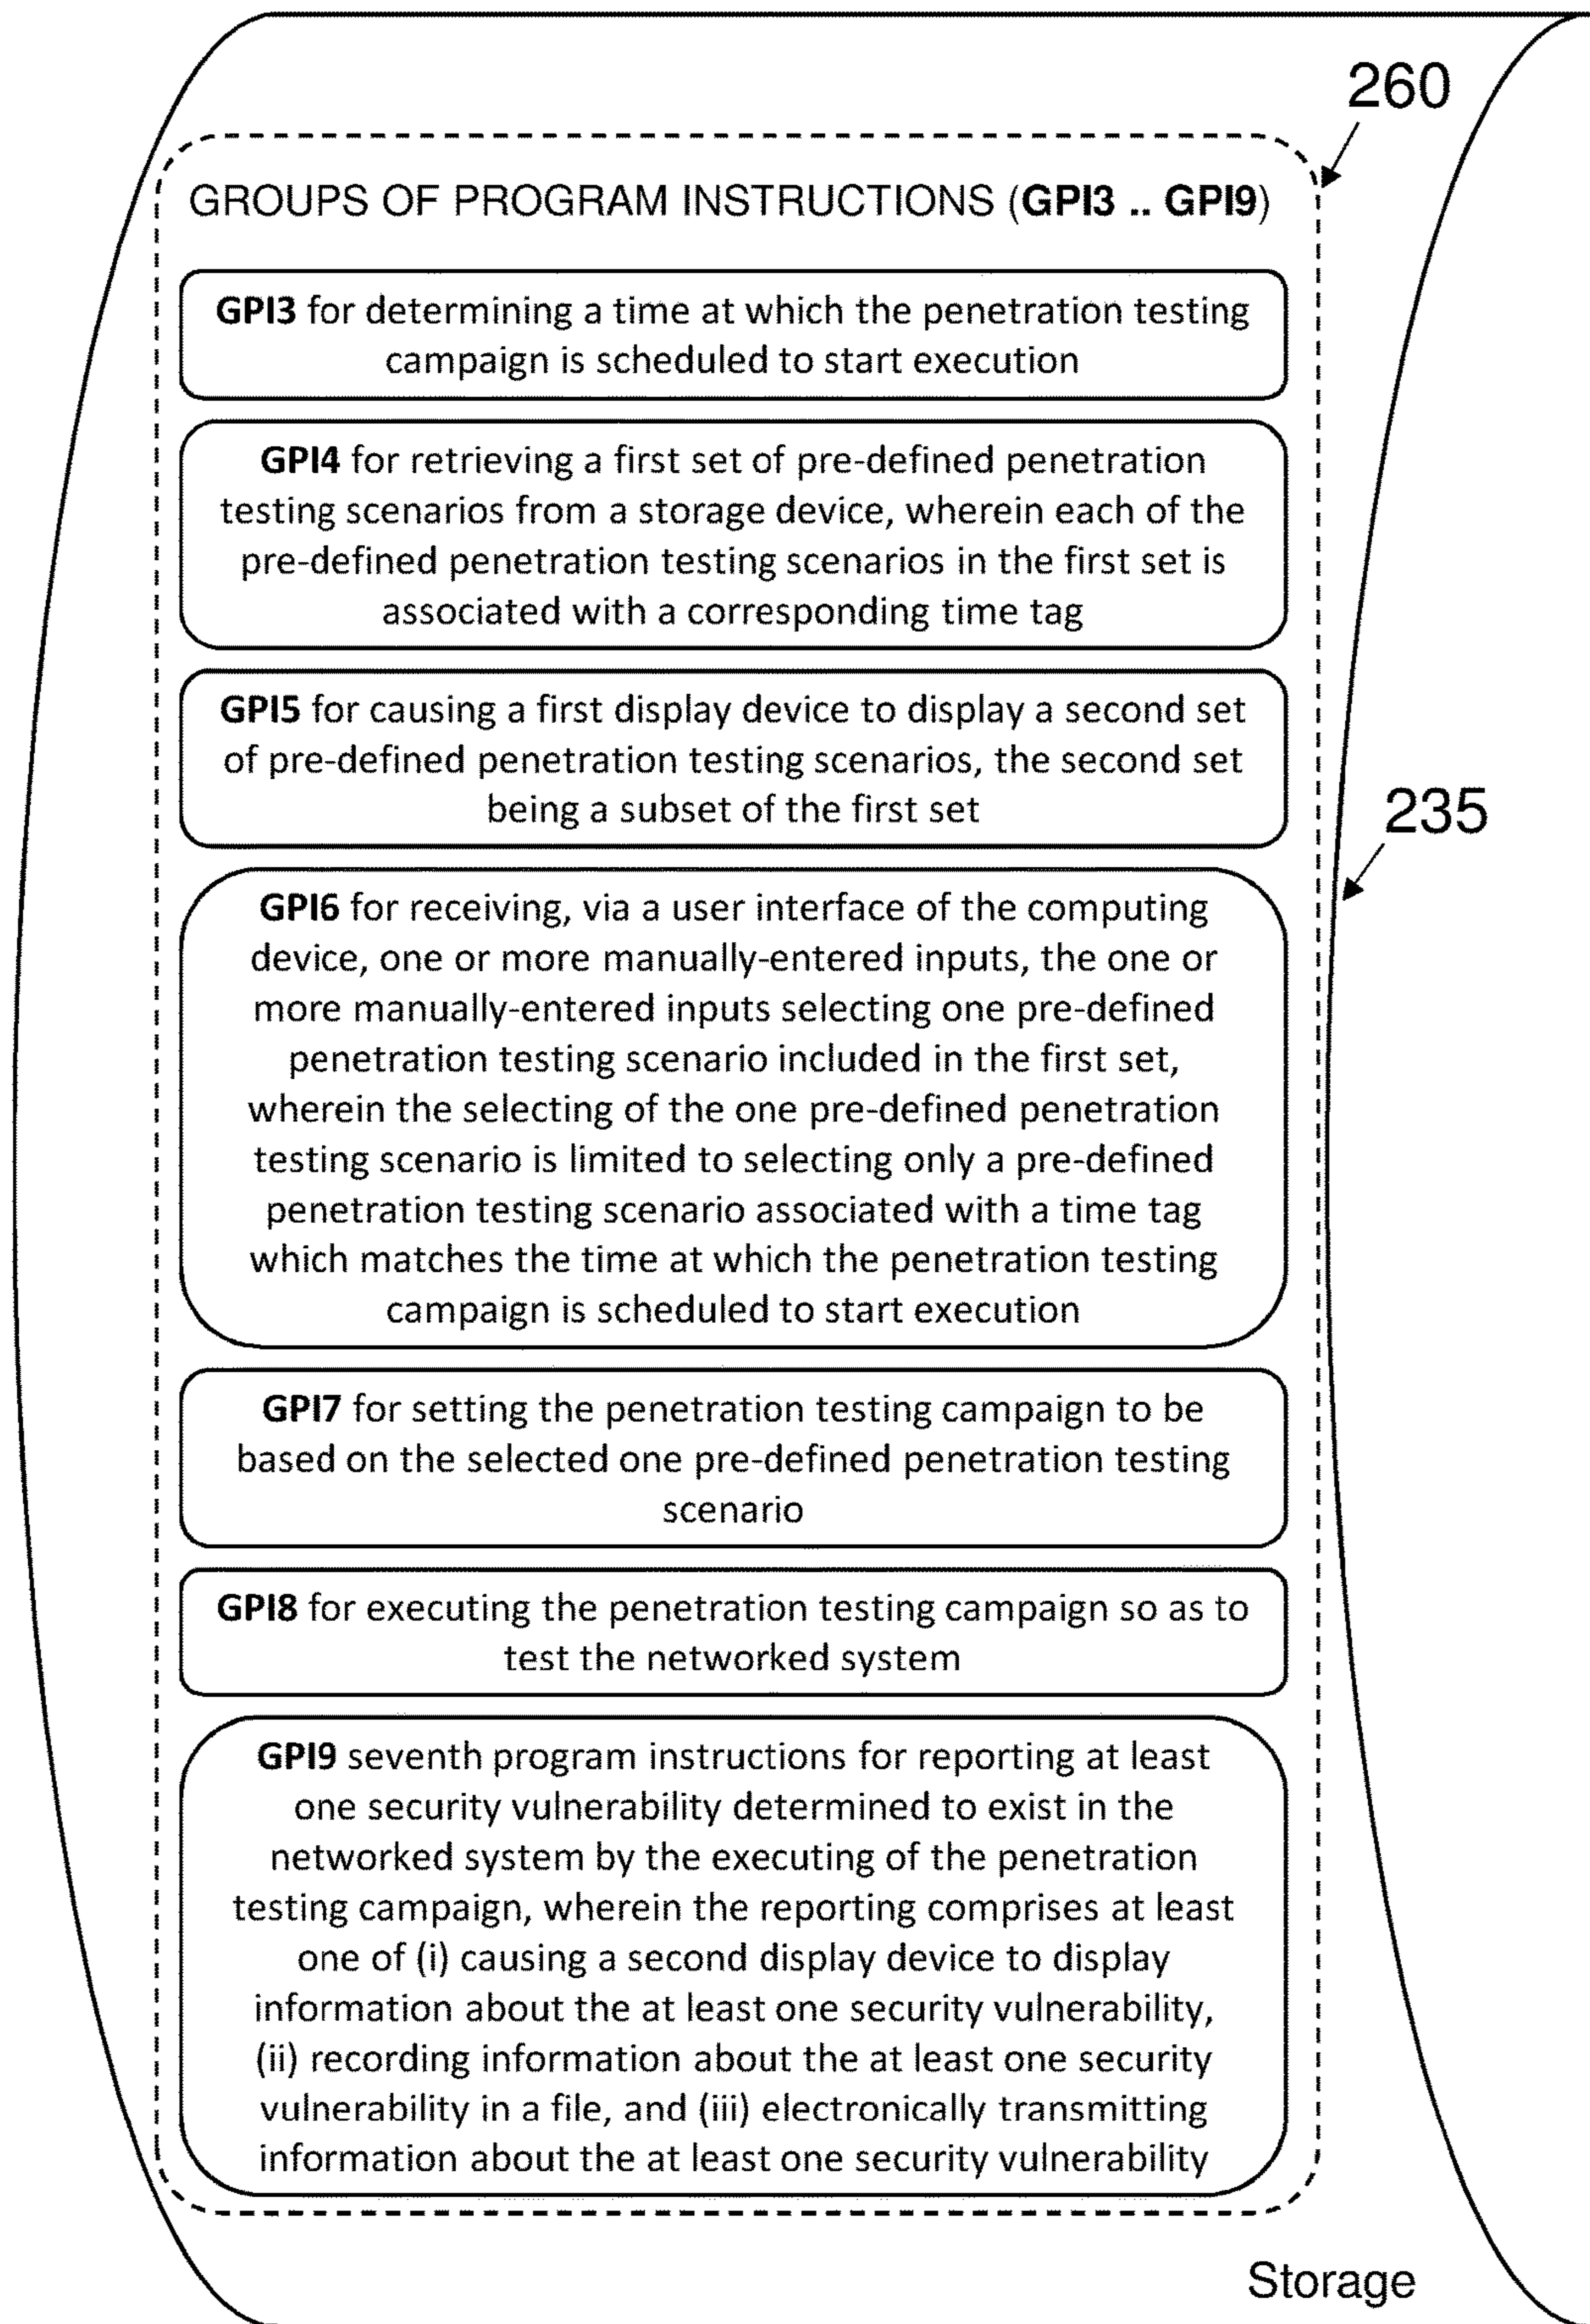 260
GROUPS OF PROGRAM INSTRUCTIONS (GPI3 .. GPI9)
GPI3 for determining a time at which the penetration testing
campaign is scheduled to start execution
GPI4 for retrieving a first set of pre-defined penetration
testing scenarios from a storage device, wherein each of the
pre-defined penetration testing scenarios in the first set is
associated with a corresponding time tag
GPI5 for causing a first display device to display a second set
of pre-defined penetration testing scenarios, the second set
being a subset of the first set
235
GPI6 for receiving, via a user interface of the computing
device, one or more manually-entered inputs, the one or
more manually-entered inputs selecting one pre-defined
penetration testing scenario included in the first set,
wherein the selecting of the one pre-defined penetration
testing scenario is limited to selecting only a pre-defined
penetration testing scenario associated with a time tag
which matches the time at which the penetration testing
campaign is scheduled to start execution
GPI7 for setting the penetration testing campaign to be
based on the selected one pre-defined penetration testing
scenario
GPI8 for executing the penetration testing campaign so as to
test the networked system
GPI9 seventh program instructions for reporting at least
one security vulnerability determined to exist in the
networked system by the executing of the penetration
testing campaign, wherein the reporting comprises at least
one of (i) causing a second display device to display
information about the at least one security vulnerability,
(ii) recording information about the at least one security
vulnerability in a file, and (iii) electronically transmitting
information about the at least one security vulnerability
Storage